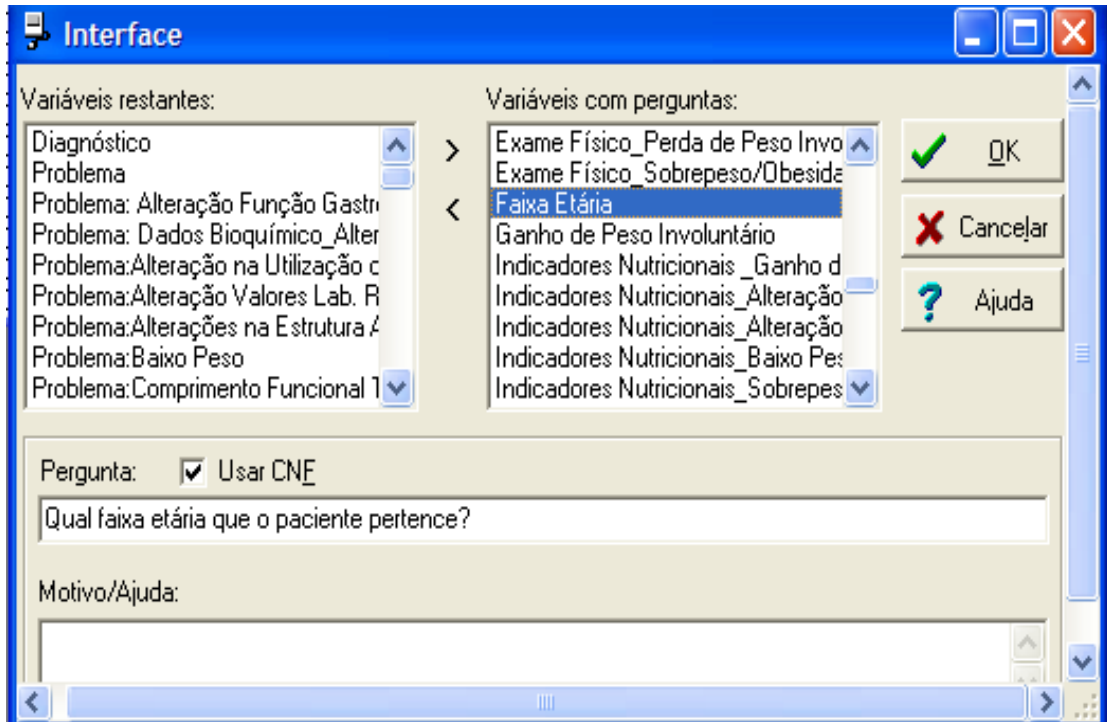 Interface
Variáveis restantes:
Diagnóstico
Problema
Problema: Alteração Função Gastr
Problema: Dados Bioquímico_Alter
Problema:Alteração na Utilização
Problema:Alteração Valores Lab. R
Problema:Alterações na Estrutura A
Problema:Baixo Peso
Problema:Comprimento Funcional T
>
<
Variáveis com perguntas:
Exame Físico_Perda de Peso Invo
Exame Físico_Sobrepeso/Obesida
Faixa Etária
Ganho de Peso Involuntário
Indicadores Nutricionais _Ganho d
Indicadores Nutricionais_Alteração
Indicadores Nutricionais_Alteração
Indicadores Nutricionais_Baixo Pes
Indicadores Nutricionais_Sobrepes
OK
Cancelar
Ajuda
Pergunta: Usar CNF
Qual faixa etária que o paciente pertence?
Motivo/Ajuda: